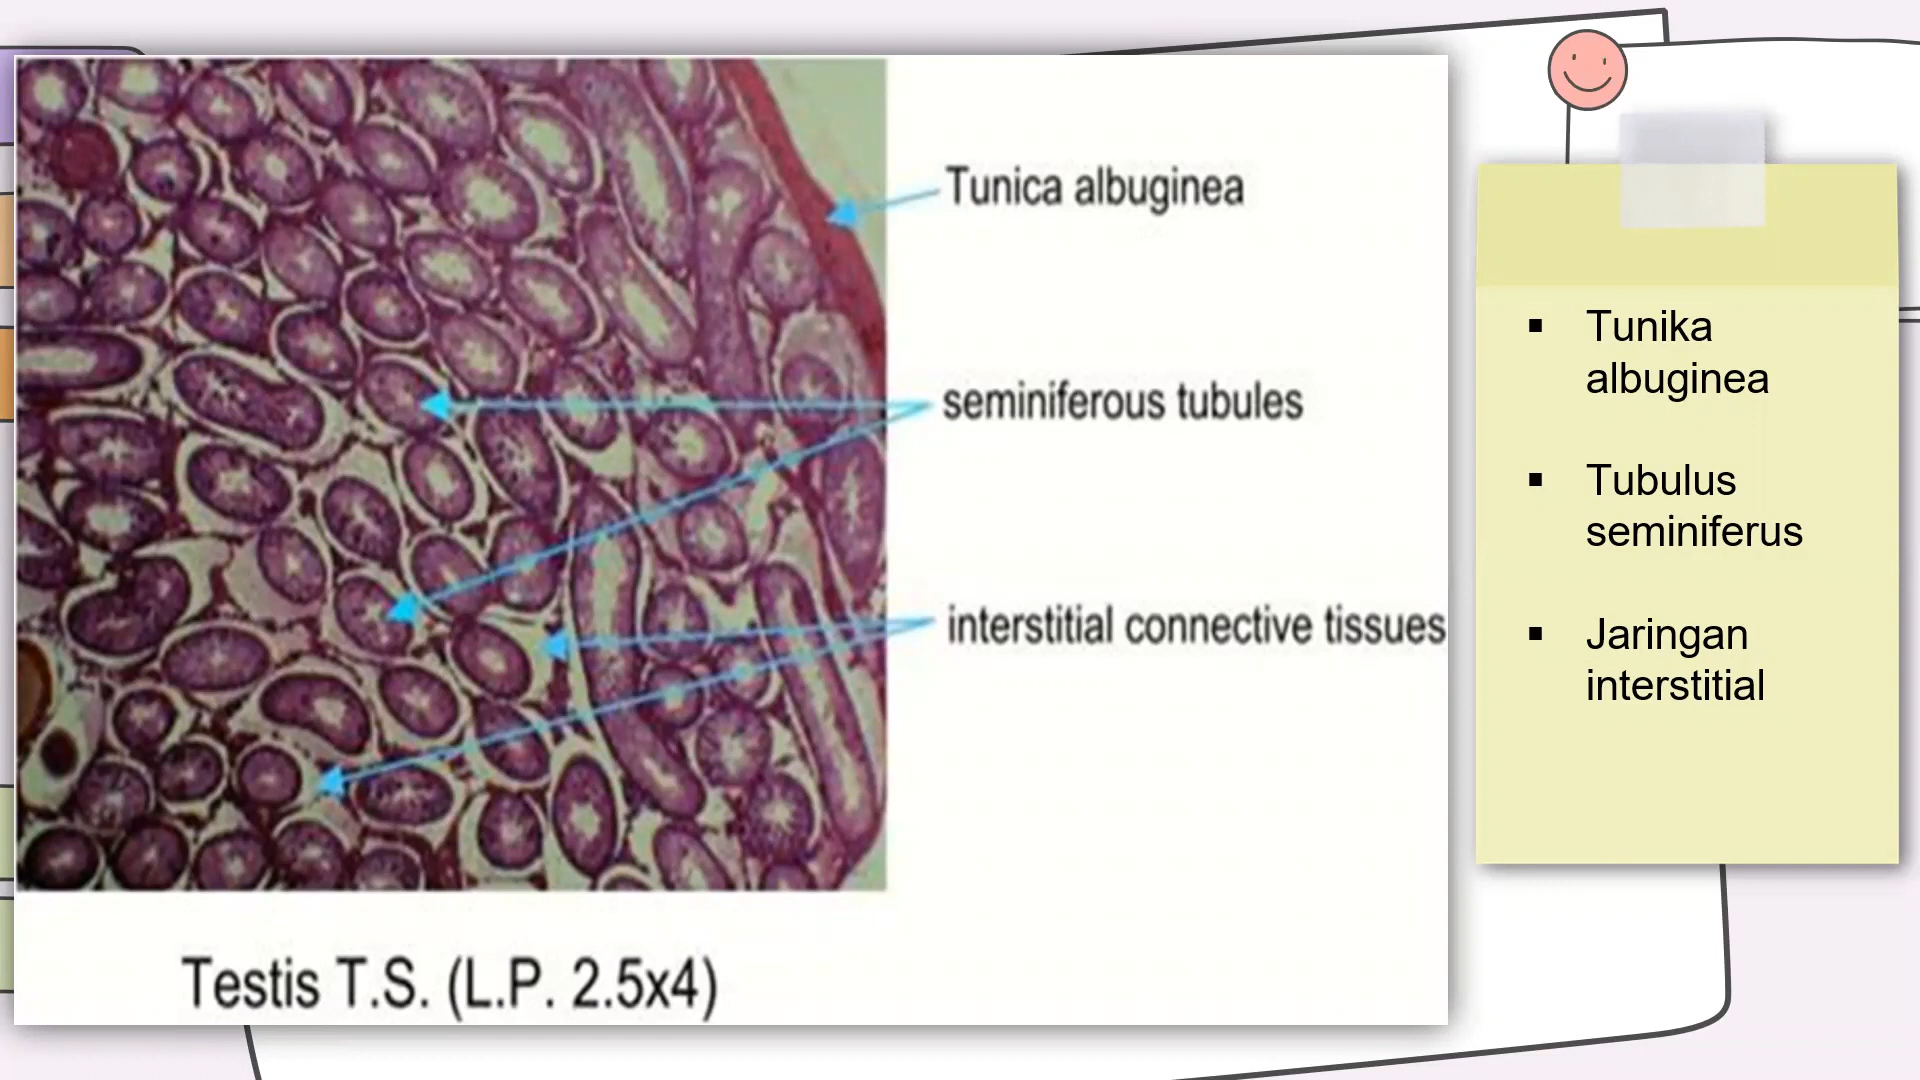 Tunica albuginea
seminiferous tubules
interstitial connective tissues
Testis T.S. (L.P. 2.5x4)
▪ Tunika
albuginea
▪ Tubulus
seminiferus
▪ Jaringan
interstitial